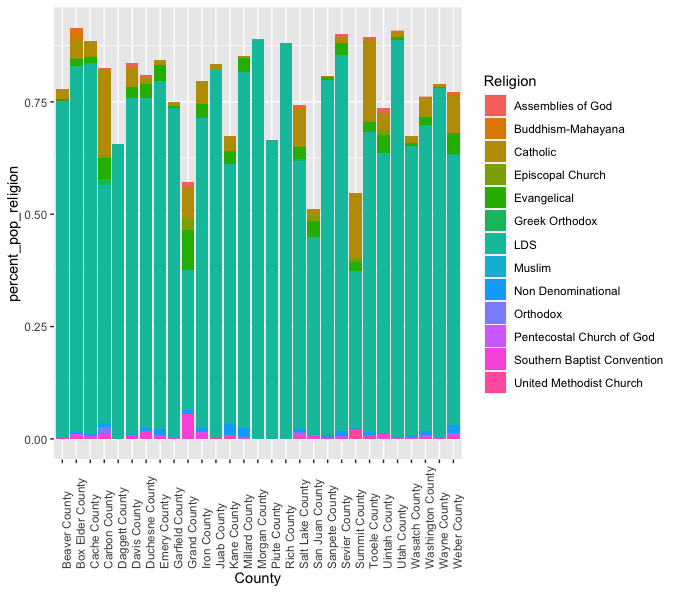 percent_pop_religion
0.75
0.50
0.25
0.00
Beaver County
Box Elder County
Cache County
Carbon County
Daggett County
Davis County
Duchesne County
Emery County
Garfield County
Grand County
Iron County
Juab County
Kane County
Millard County
Morgan County
Piute County
Rich County
Salt Lake County
San Juan County
Sanpete County
Sevier County
Summit County
Tooele County
Uintah County
Utah County
Wasatch County
Washington County
Wayne County
Weber County
County
Religion
Assemblies of God
Buddhism-Mahayana
Catholic
Episcopal Church
Evangelical
Greek Orthodox
LDS
Muslim
Non Denominational
Orthodox
Pentecostal Church of God
Southern Baptist Convention
United Methodist Church